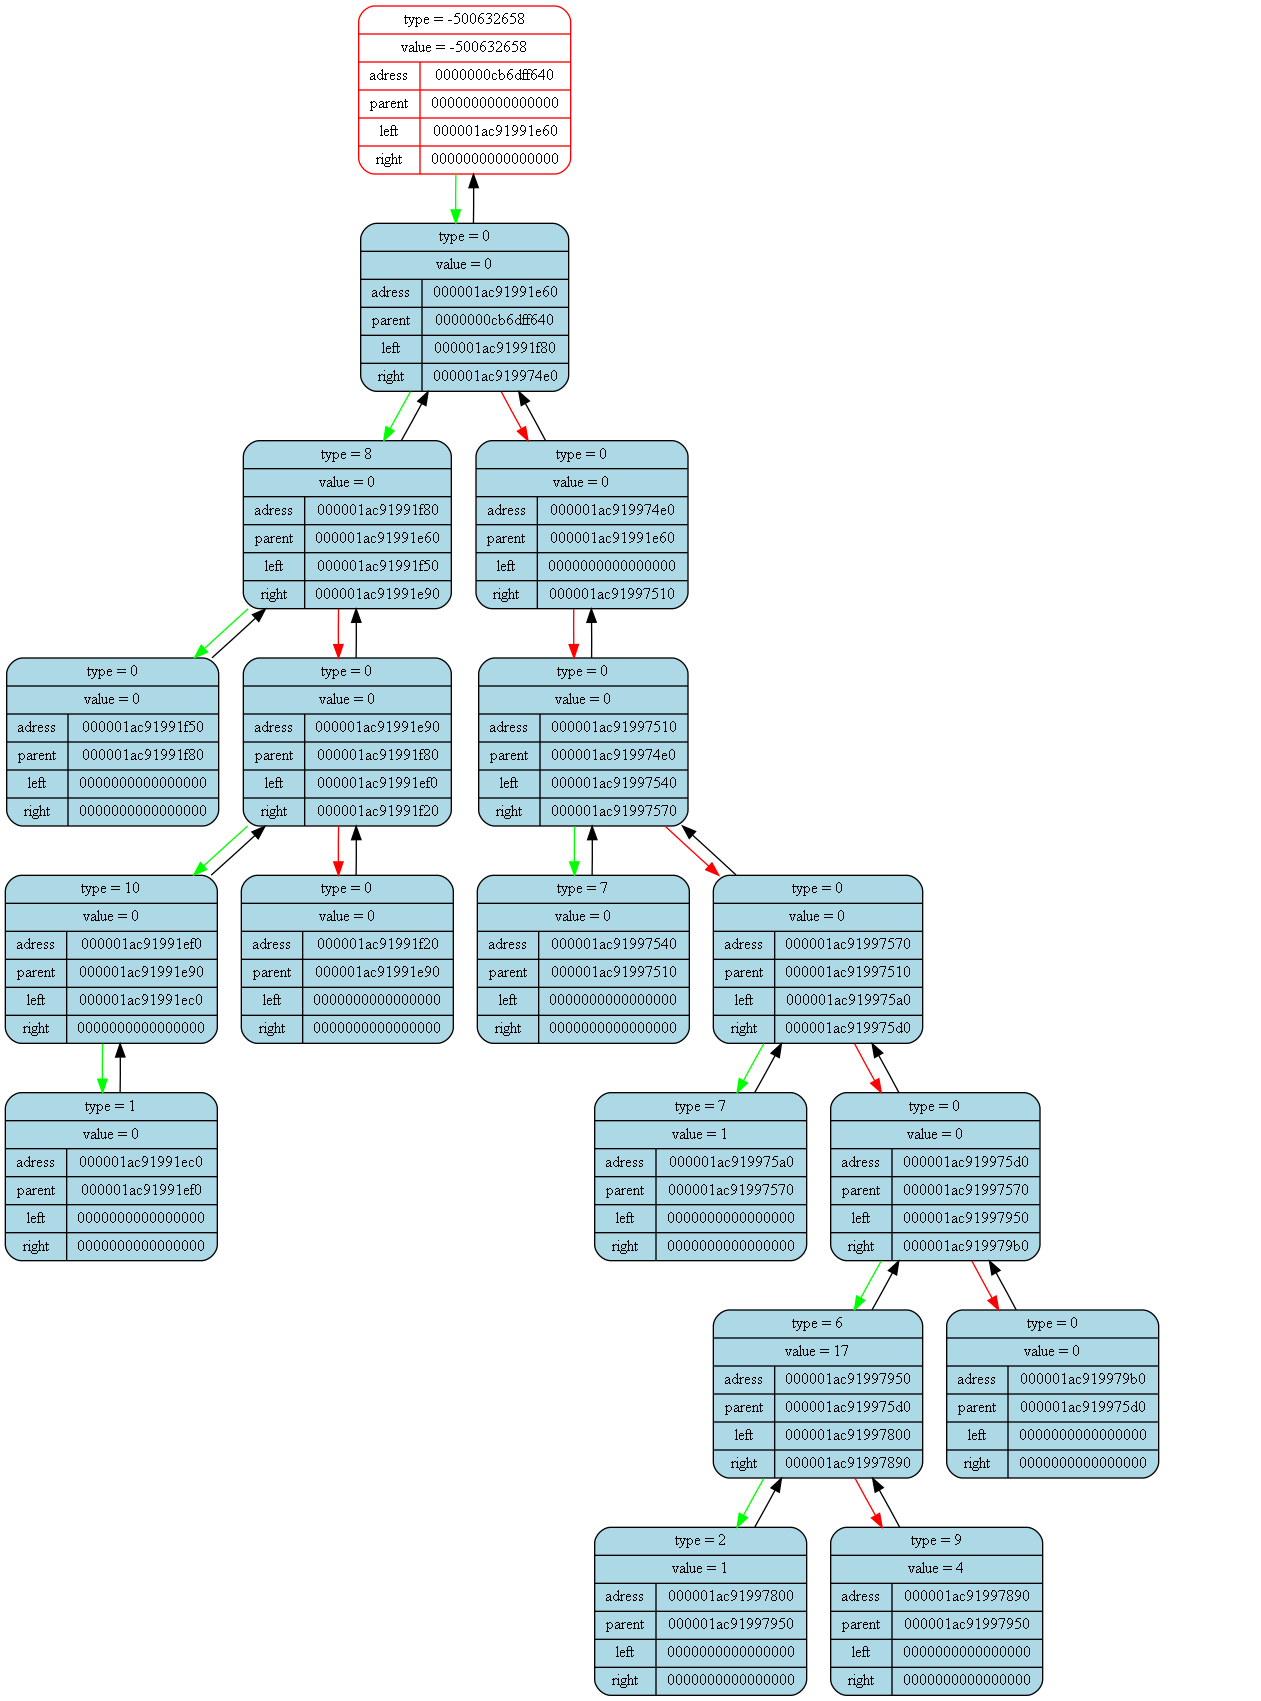 type = -500632658
value = -500632658
adress 0000000cb6dff640
parent 0000000000000000
left 000001ac91991e60
right 0000000000000000
type = 0
value = 0
adress 000001ac91991e60
parent 0000000cb6dff640
left 000001ac91991f80
right 000001ac919974e0
type = 8
value = 0
adress 000001ac91991f80
parent 000001ac91991e60
left 000001ac91991f50
right 000001ac91991e90
type = 0
value = 0
adress 000001ac919974e0
parent 000001ac91991e60
left 0000000000000000
right 000001ac91997510
type = 0
value = 0
adress 000001ac91991f50
parent 000001ac91991f80
left 0000000000000000
right 0000000000000000
type = 0
value = 0
adress 000001ac91991e90
parent 000001ac91991f80
left 000001ac91991ef0
right 000001ac91991f20
type = 0
value = 0
adress 000001ac91997510
parent 000001ac919974e0
left 000001ac91997540
right 000001ac91997570
type = 10
value = 0
adress 000001ac91991ef0
parent 000001ac91991e90
left 000001ac91991ec0
right 0000000000000000
type = 0
value = 0
adress 000001ac91991f20
parent 000001ac91991e90
left 0000000000000000
right 0000000000000000
type = 7
value = 0
adress 000001ac91997540
parent 000001ac91997510
left 0000000000000000
right 0000000000000000
type = 0
value = 0
adress 000001ac91997570
parent 000001ac91997510
left 000001ac919975a0
right 000001ac919975d0
type = 1
value = 0
adress 000001ac91991ec0
parent 000001ac91991ef0
left 0000000000000000
right 0000000000000000
type = 7
value = 1
adress 000001ac919975a0
parent 000001ac91997570
left 0000000000000000
right 0000000000000000
type = 0
value = 0
adress 000001ac919975d0
parent 000001ac91997570
left 000001ac91997950
right 000001ac919979b0
type = 6
value = 17
adress 000001ac91997950
parent 000001ac919975d0
left 000001ac91997800
right 000001ac91997890
type = 0
value = 0
adress 000001ac919979b0
parent 000001ac919975d0
left 0000000000000000
right 0000000000000000
type = 2
value = 1
adress 000001ac91997800
parent 000001ac91997950
left 0000000000000000
right 0000000000000000
type = 9
value = 4
adress 000001ac91997890
parent 000001ac91997950
left 0000000000000000
right 0000000000000000